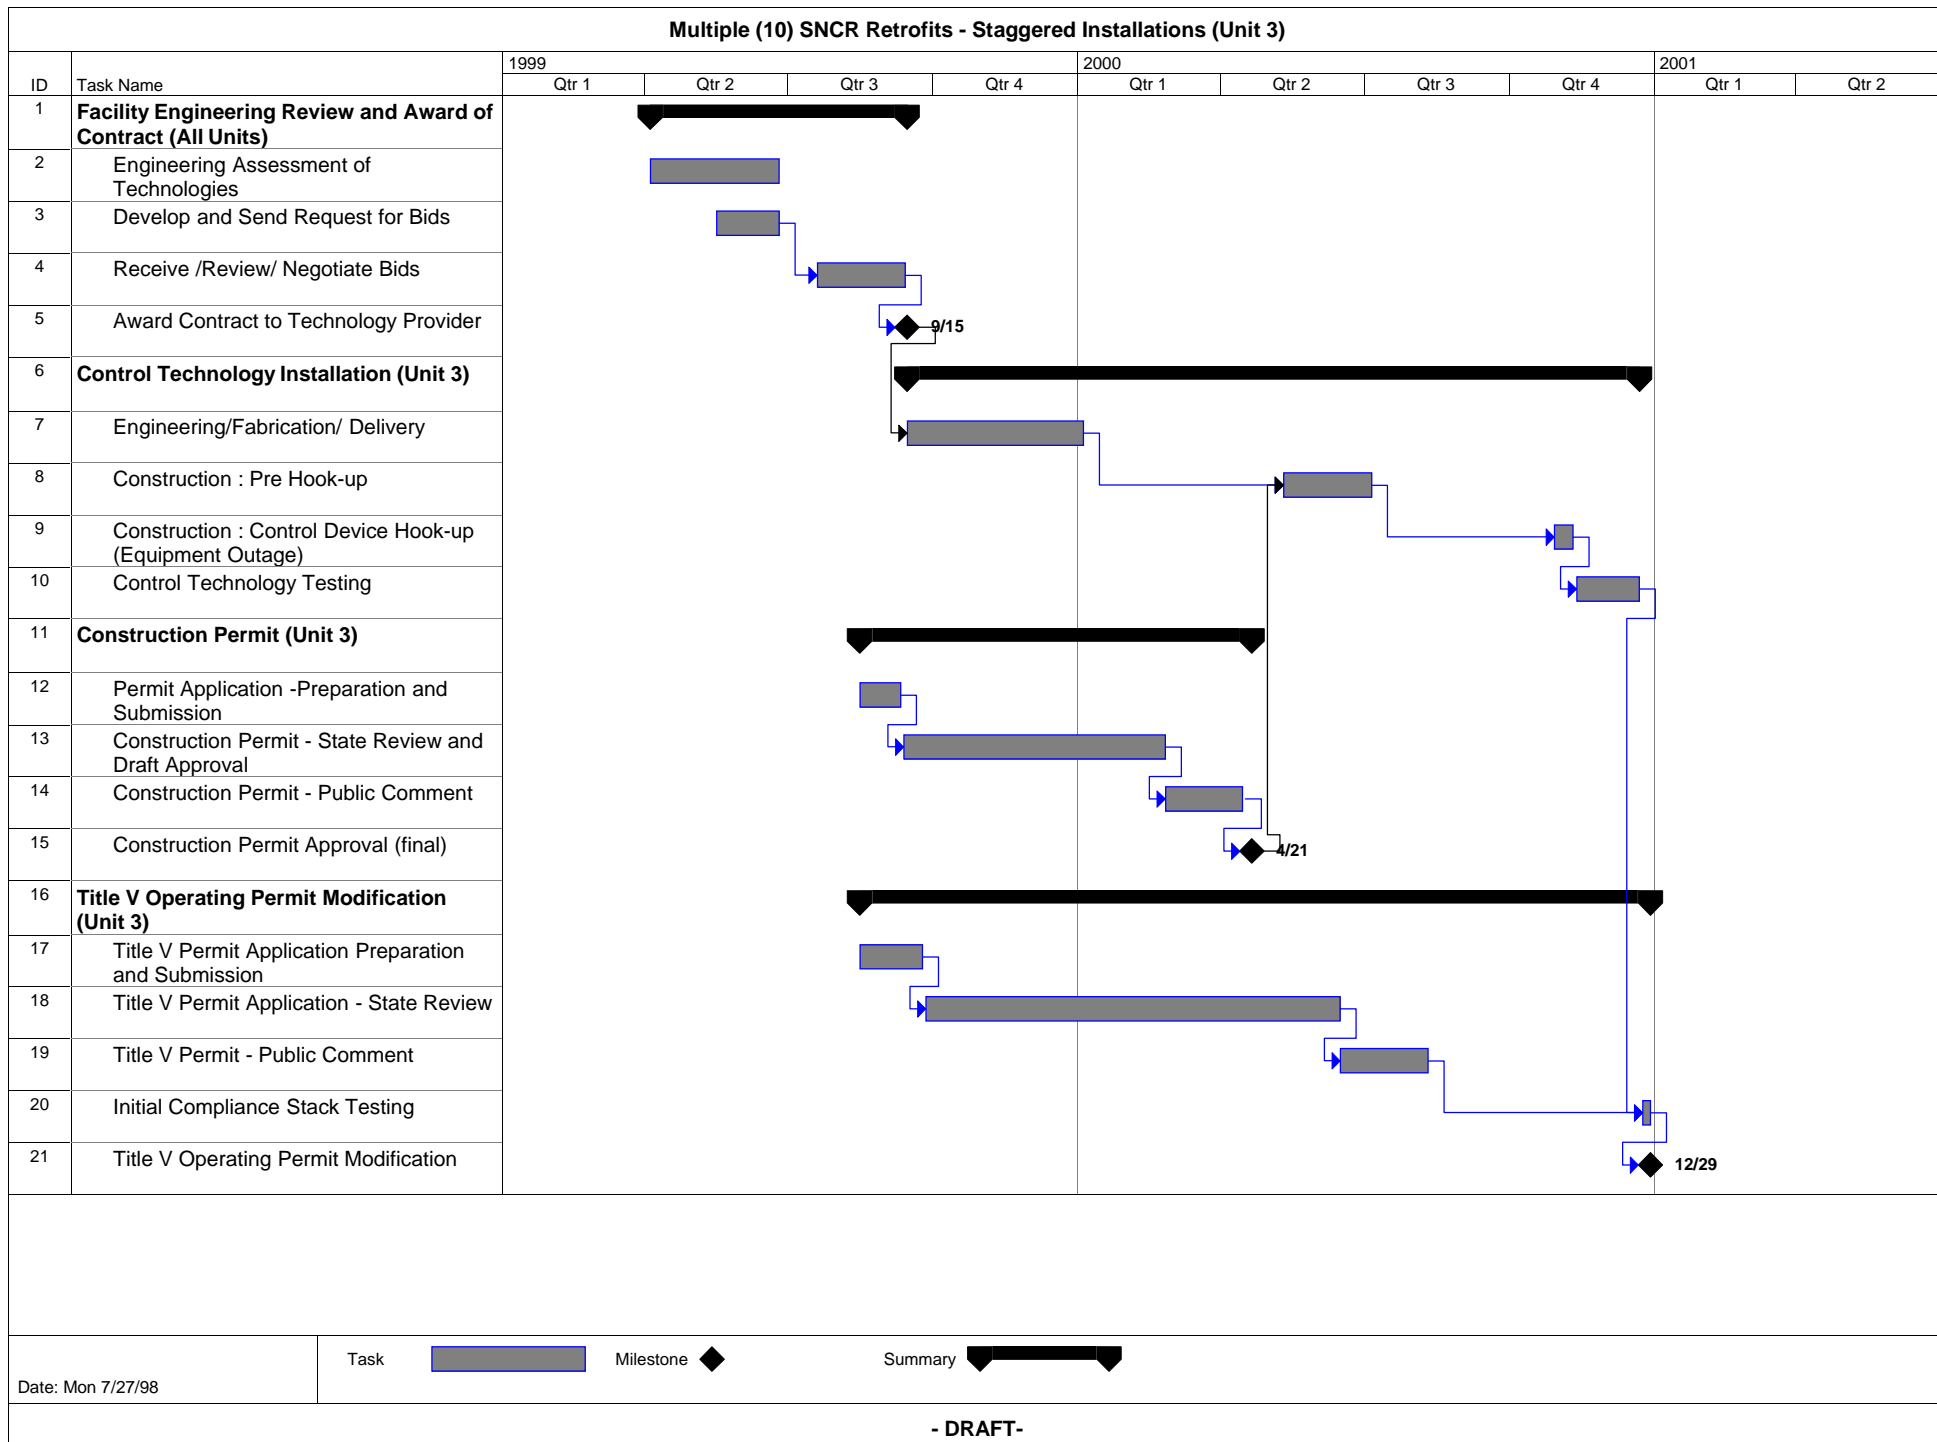 Multiple (10) SNCR Retrofits - Staggered Installations (Unit 3)
1999 2000 2001
ID Task Name Qtr 1 Qtr 2 Qtr 3 Qtr 4 Qtr 1 Qtr 2 Qtr 3 Qtr 4 Qtr 1 Qtr 2
1 Facility Engineering Review and Award of
Contract (All Units)
2 Engineering Assessment of
Technologies
3 Develop and Send Request for Bids
4 Receive /Review/ Negotiate Bids
5 Award Contract to Technology Provider 9/15
6 Control Technology Installation (Unit 3)
7 Engineering/Fabrication/ Delivery
8 Construction : Pre Hook-up
9 Construction : Control Device Hook-up
(Equipment Outage)
10 Control Technology Testing
11 Construction Permit (Unit 3)
12 Permit Application -Preparation and
Submission
13 Construction Permit - State Review and
Draft Approval
14 Construction Permit - Public Comment
15 Construction Permit Approval (final) 4/21
16 Title V Operating Permit Modification
(Unit 3)
17 Title V Permit Application Preparation
and Submission
18 Title V Permit Application - State Review
19 Title V Permit - Public Comment
20 Initial Compliance Stack Testing
21 Title V Operating Permit Modification 12/29
Task Milestone Summary
Date: Mon 7/27/98
- DRAFT-